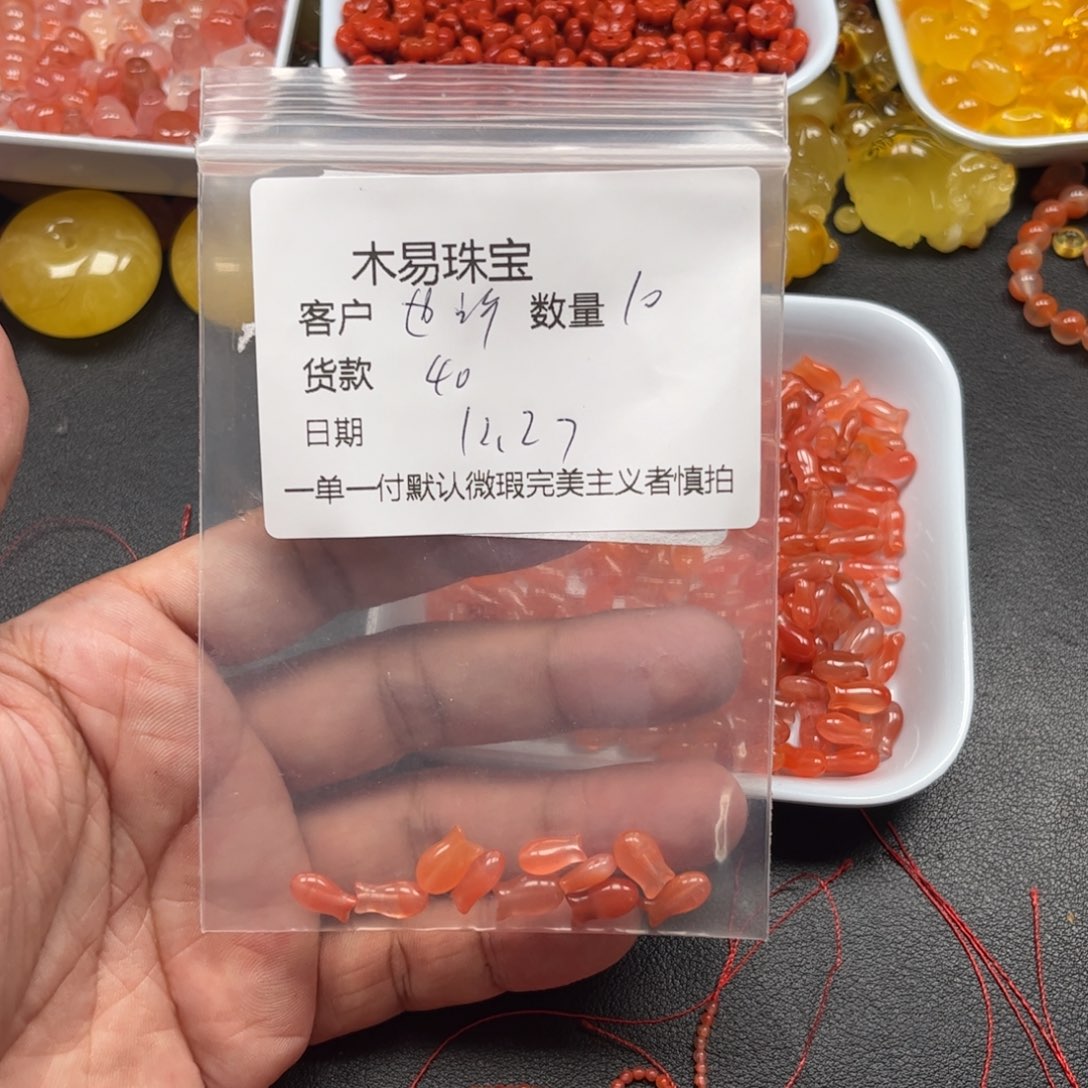 木易珠宝
客户 数量 10
货款 40
日期 12.27
一单一付默认微瑕完美主义者慎拍